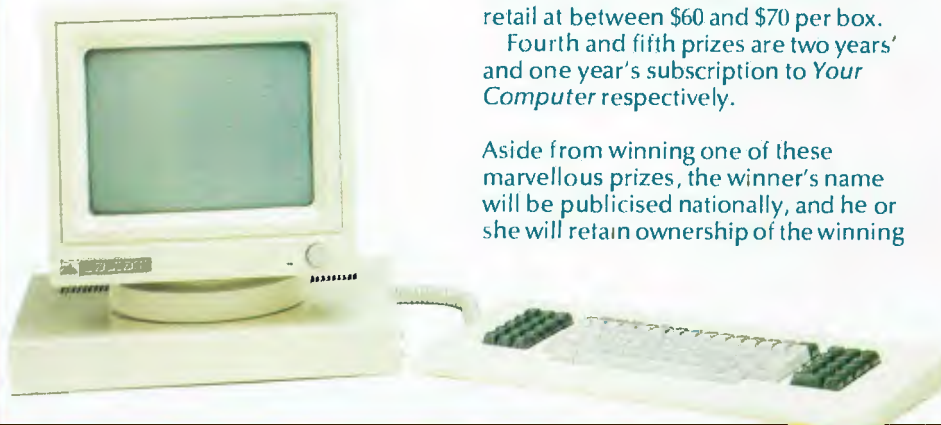 retail at between $60 and $70 per box.
Fourth and fifth prizes are two years'
and one year's subscription to Your
Computer respectively.
Aside from winning one of these
marvellous prizes, the winner's name
will be publicised nationally, and he or
she will retain ownership of the winning